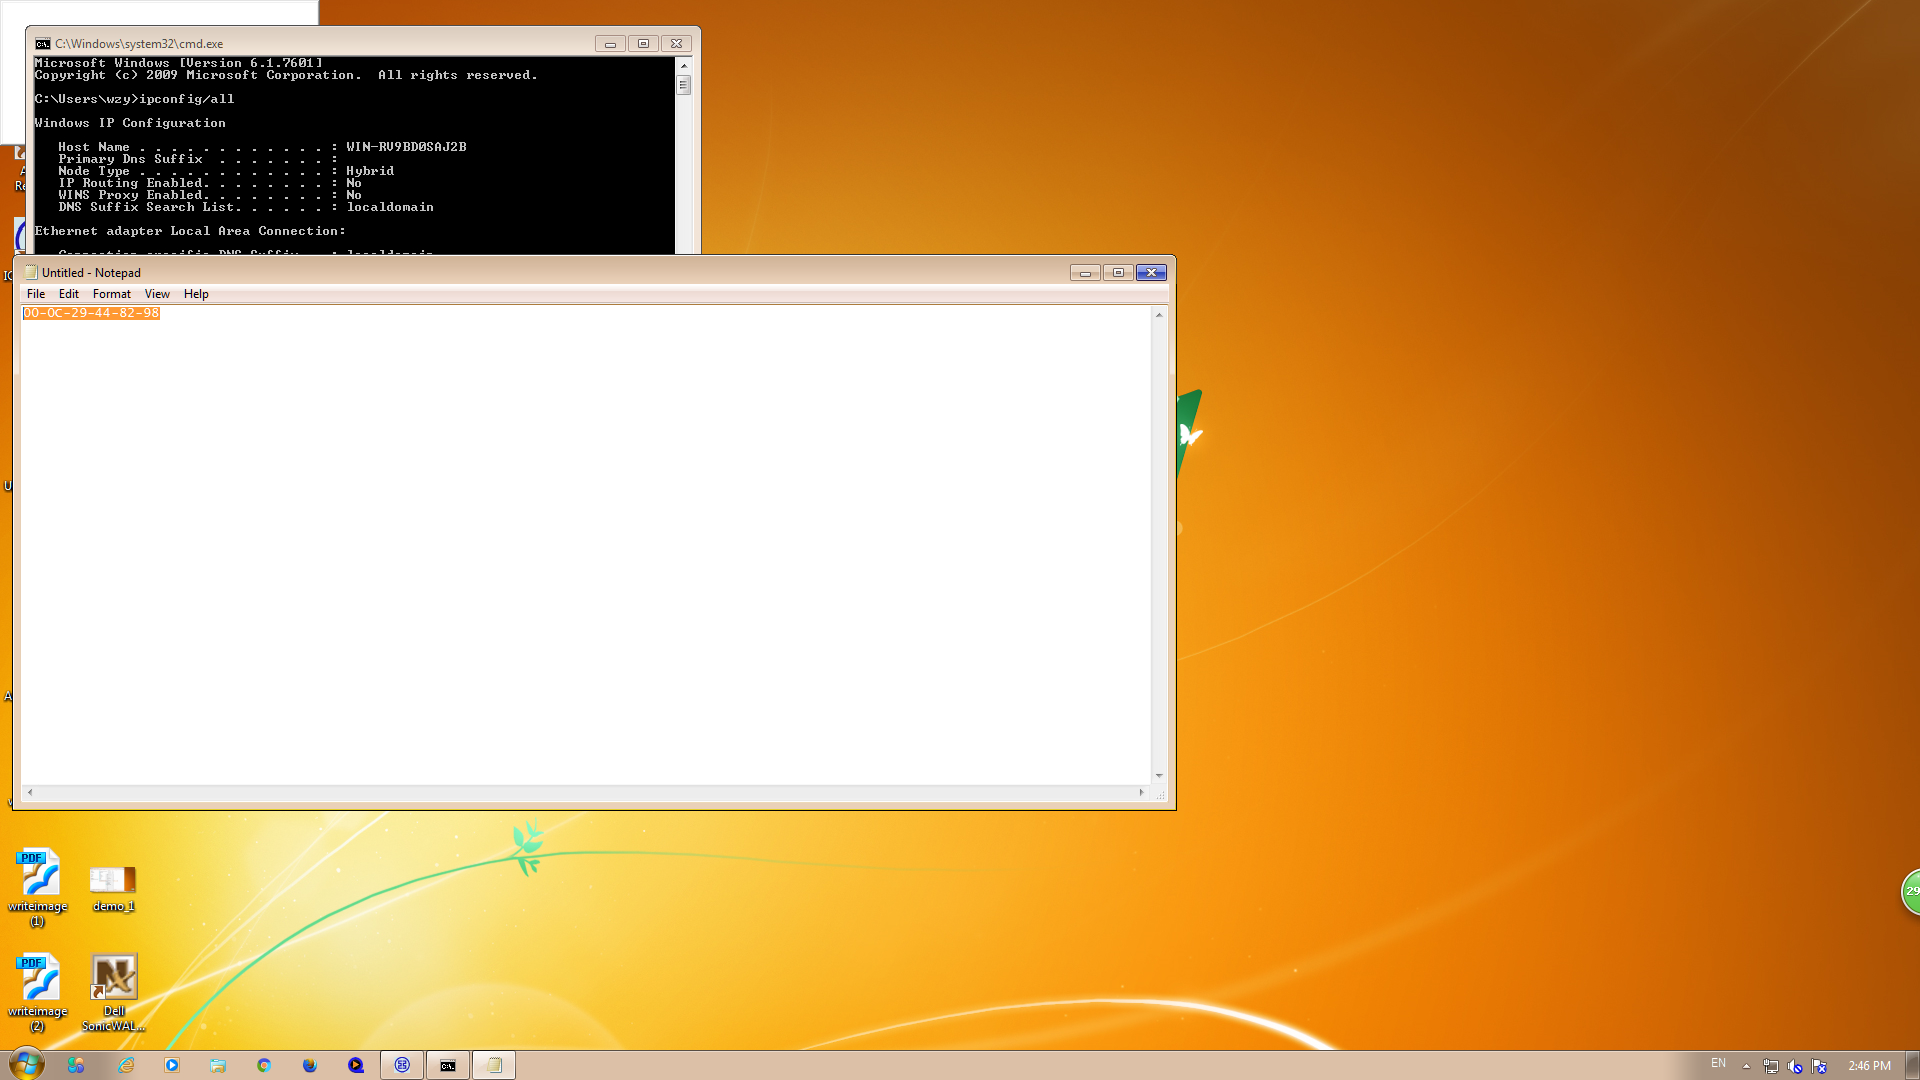 C:\Windows\system32\cmd.exe
Microsoft Windows [Version 6.1.7601]
Copyright (c) 2009 Microsoft Corporation.  All rights reserved.
C:\Users\wzy>ipconfig/all
Windows IP Configuration
Host Name . . . . . . . . . . . . : WIN-RV9BD0SAJ2B
Primary Dns Suffix  . . . . . . . :
Node Type . . . . . . . . . . . . : Hybrid
IP Routing Enabled. . . . . . . . : No
WINS Proxy Enabled. . . . . . . . : No
DNS Suffix Search List. . . . . . : localdomain
Ethernet adapter Local Area Connection:
Untitled - Notepad
File Edit Format View Help
00-0C-29-44-82-98
29
PDF
writeimage (1)
demo_1
PDF
writeimage (2)
Dell SonicWAL...
EN
2:46 PM